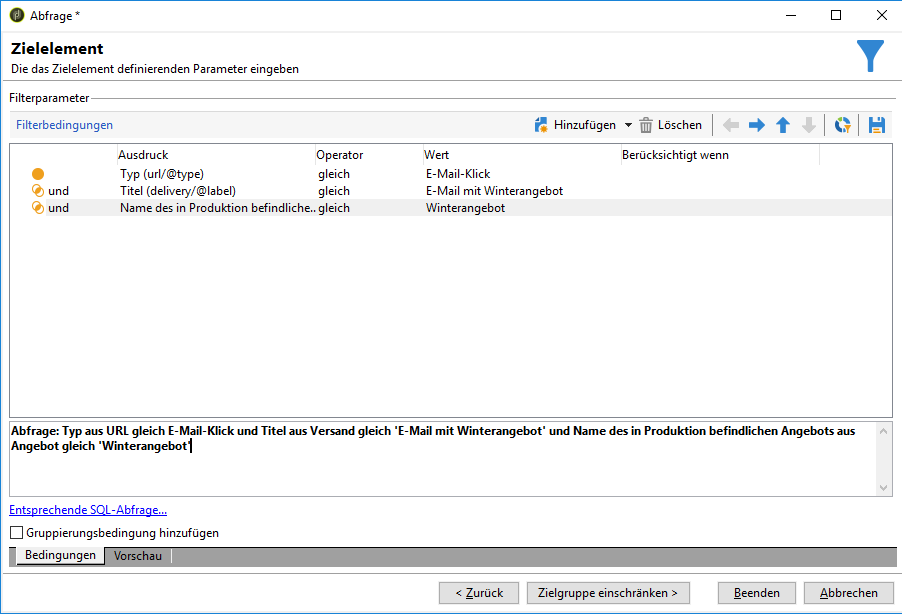 Abfrage *
Zielelement
Die das Zielelement definierenden Parameter eingeben
Filterparameter
Filterbedingungen Hinzufügen Löschen
Ausdruck Operator Wert Berücksichtigt wenn
Typ (url/@type) gleich E-Mail-Klick
und Titel (delivery/@label) gleich E-Mail mit Winterangebot
und Name des in Produktion befindliche.. gleich Winterangebot
Abfrage: Typ aus URL gleich E-Mail-Klick und Titel aus Versand gleich 'E-Mail mit Winterangebot' und Name des in Produktion befindlichen Angebots aus
Angebot gleich 'Winterangebot'
Entsprechende SQL-Abfrage...
Gruppierungsbedingung hinzufügen
Bedingungen Vorschau
< Zurück Zielgruppe einschränken > Beenden Abbrechen